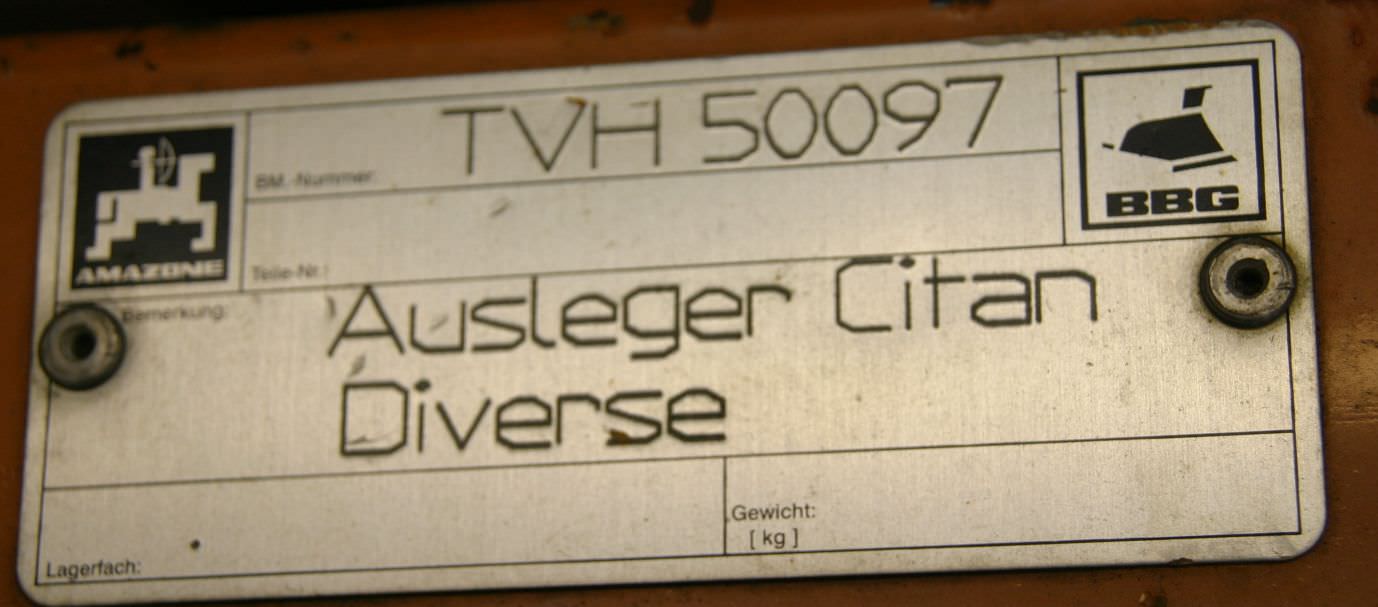 AMAZONE
BM.-Nummer:
TVH 50097
BBG
Teile-Nr.:
Bemerkung:
Ausleger Citan
Diverse
Lagerfach:
Gewicht:
[ kg ]